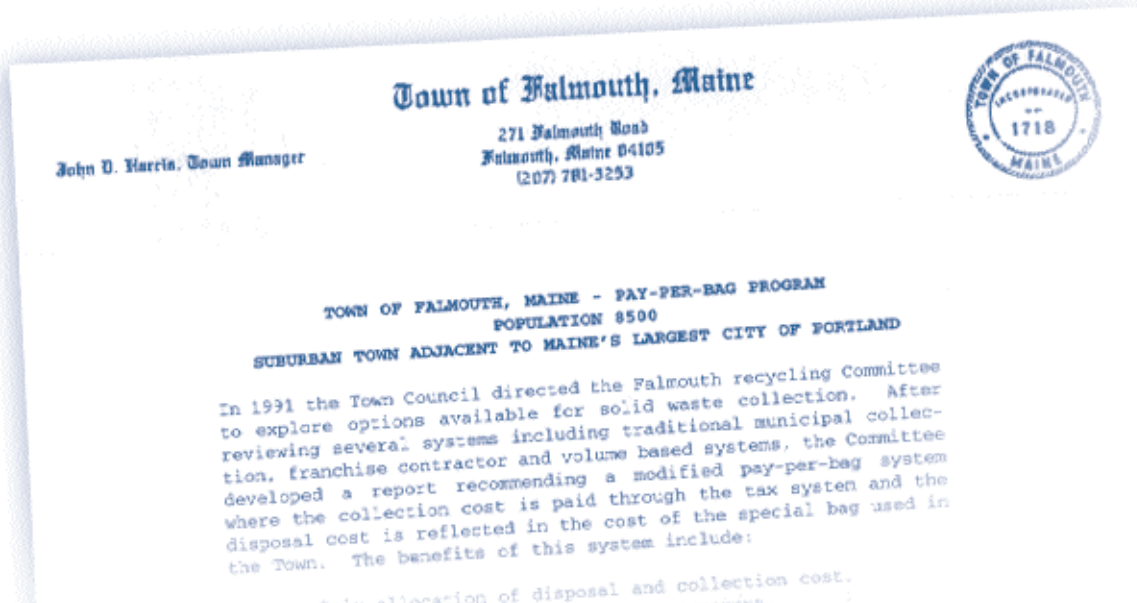 Town of Falmouth, Maine
271 Falmouth Road
Falmouth, Maine 04105
(207) 781-5253
John D. Harris, Town Manager
TOWN OF FALMOUTH
INCORPORATED
1718
MAINE
TOWN OF FALMOUTH, MAINE - PAY-PER-BAG PROGRAM
POPULATION 8500
SUBURBAN TOWN ADJACENT TO MAINE'S LARGEST CITY OF PORTLAND
In 1991 the Town Council directed the Falmouth recycling Committee
to explore options available for solid waste collection. After
reviewing several systems including traditional municipal collec-
tion, franchise contractor and volume based systems, the Committee
developed a report recommending a modified pay-per-bag system
where the collection cost is paid through the tax system and the
disposal cost is reflected in the cost of the special bag used in
the Town. The benefits of this system include:
allocation of disposal and collection cost.